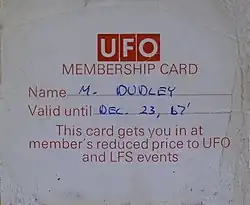 UFO
MEMBERSHIP CARD
Name M. DUDLEY
Valid until DEC. 23, 67'
This card gets you in at
member's reduced price to UFO
and LFS events